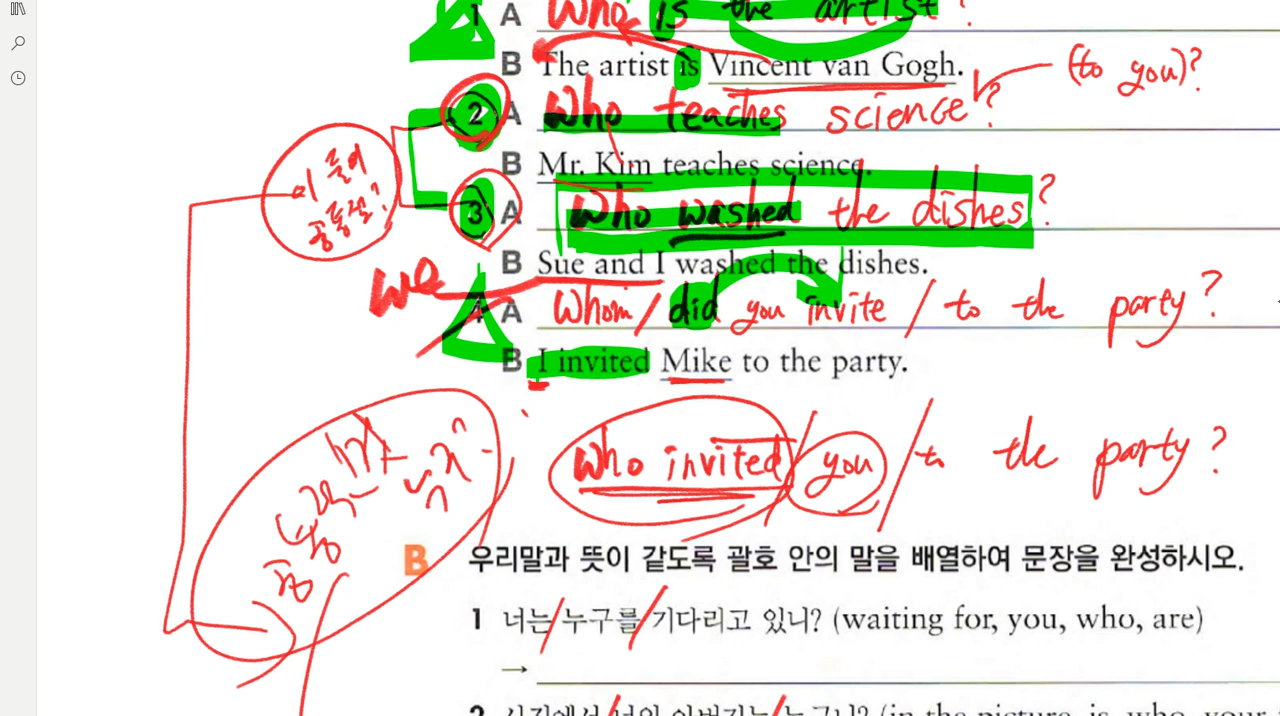 1 A Who is the artist?
B The artist is Vincent van Gogh.
(to you)?
2 A Who teaches science?
B Mr. Kim teaches science.
이 둘의 공통점?
3 A Who washed the dishes?
B Sue and I washed the dishes.
we
4 A Whom / did you invite / to the party?
B I invited Mike to the party.
Who invited / you / to the party?
B 우리말과 뜻이 같도록 괄호 안의 말을 배열하여 문장을 완성하시오.
1 너는/누구를/기다리고 있니? (waiting for, you, who, are)
→